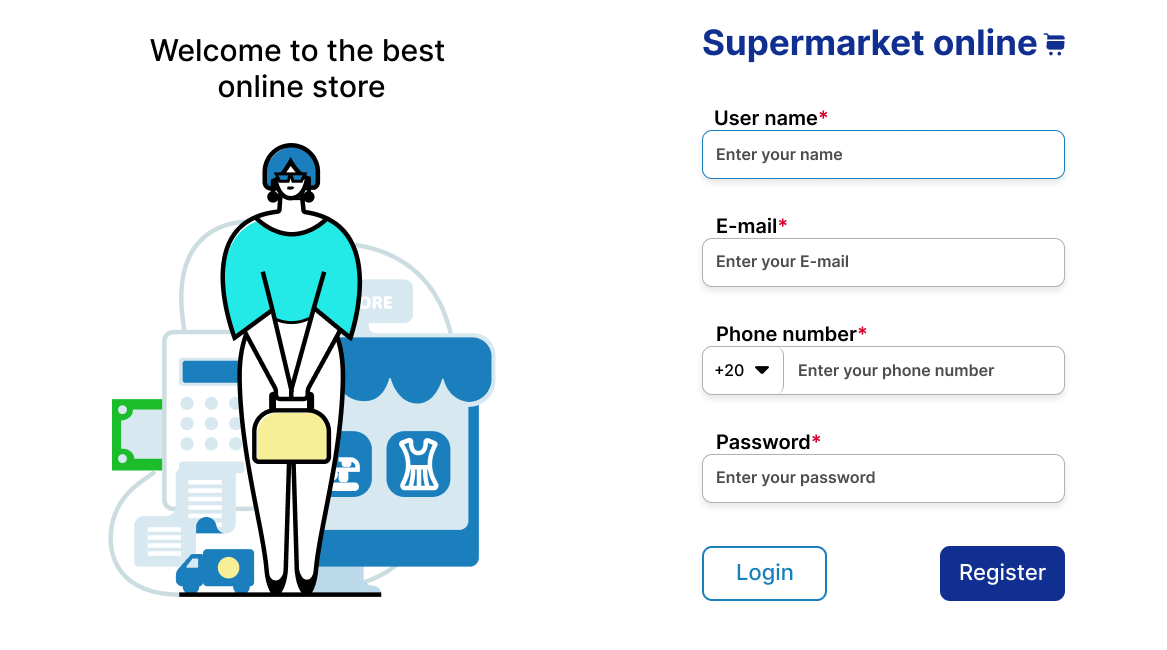 Welcome to the best
online store
Supermarket online
User name*
Enter your name
E-mail*
Enter your E-mail
Phone number*
+20
Enter your phone number
Password*
Enter your password
Login
Register